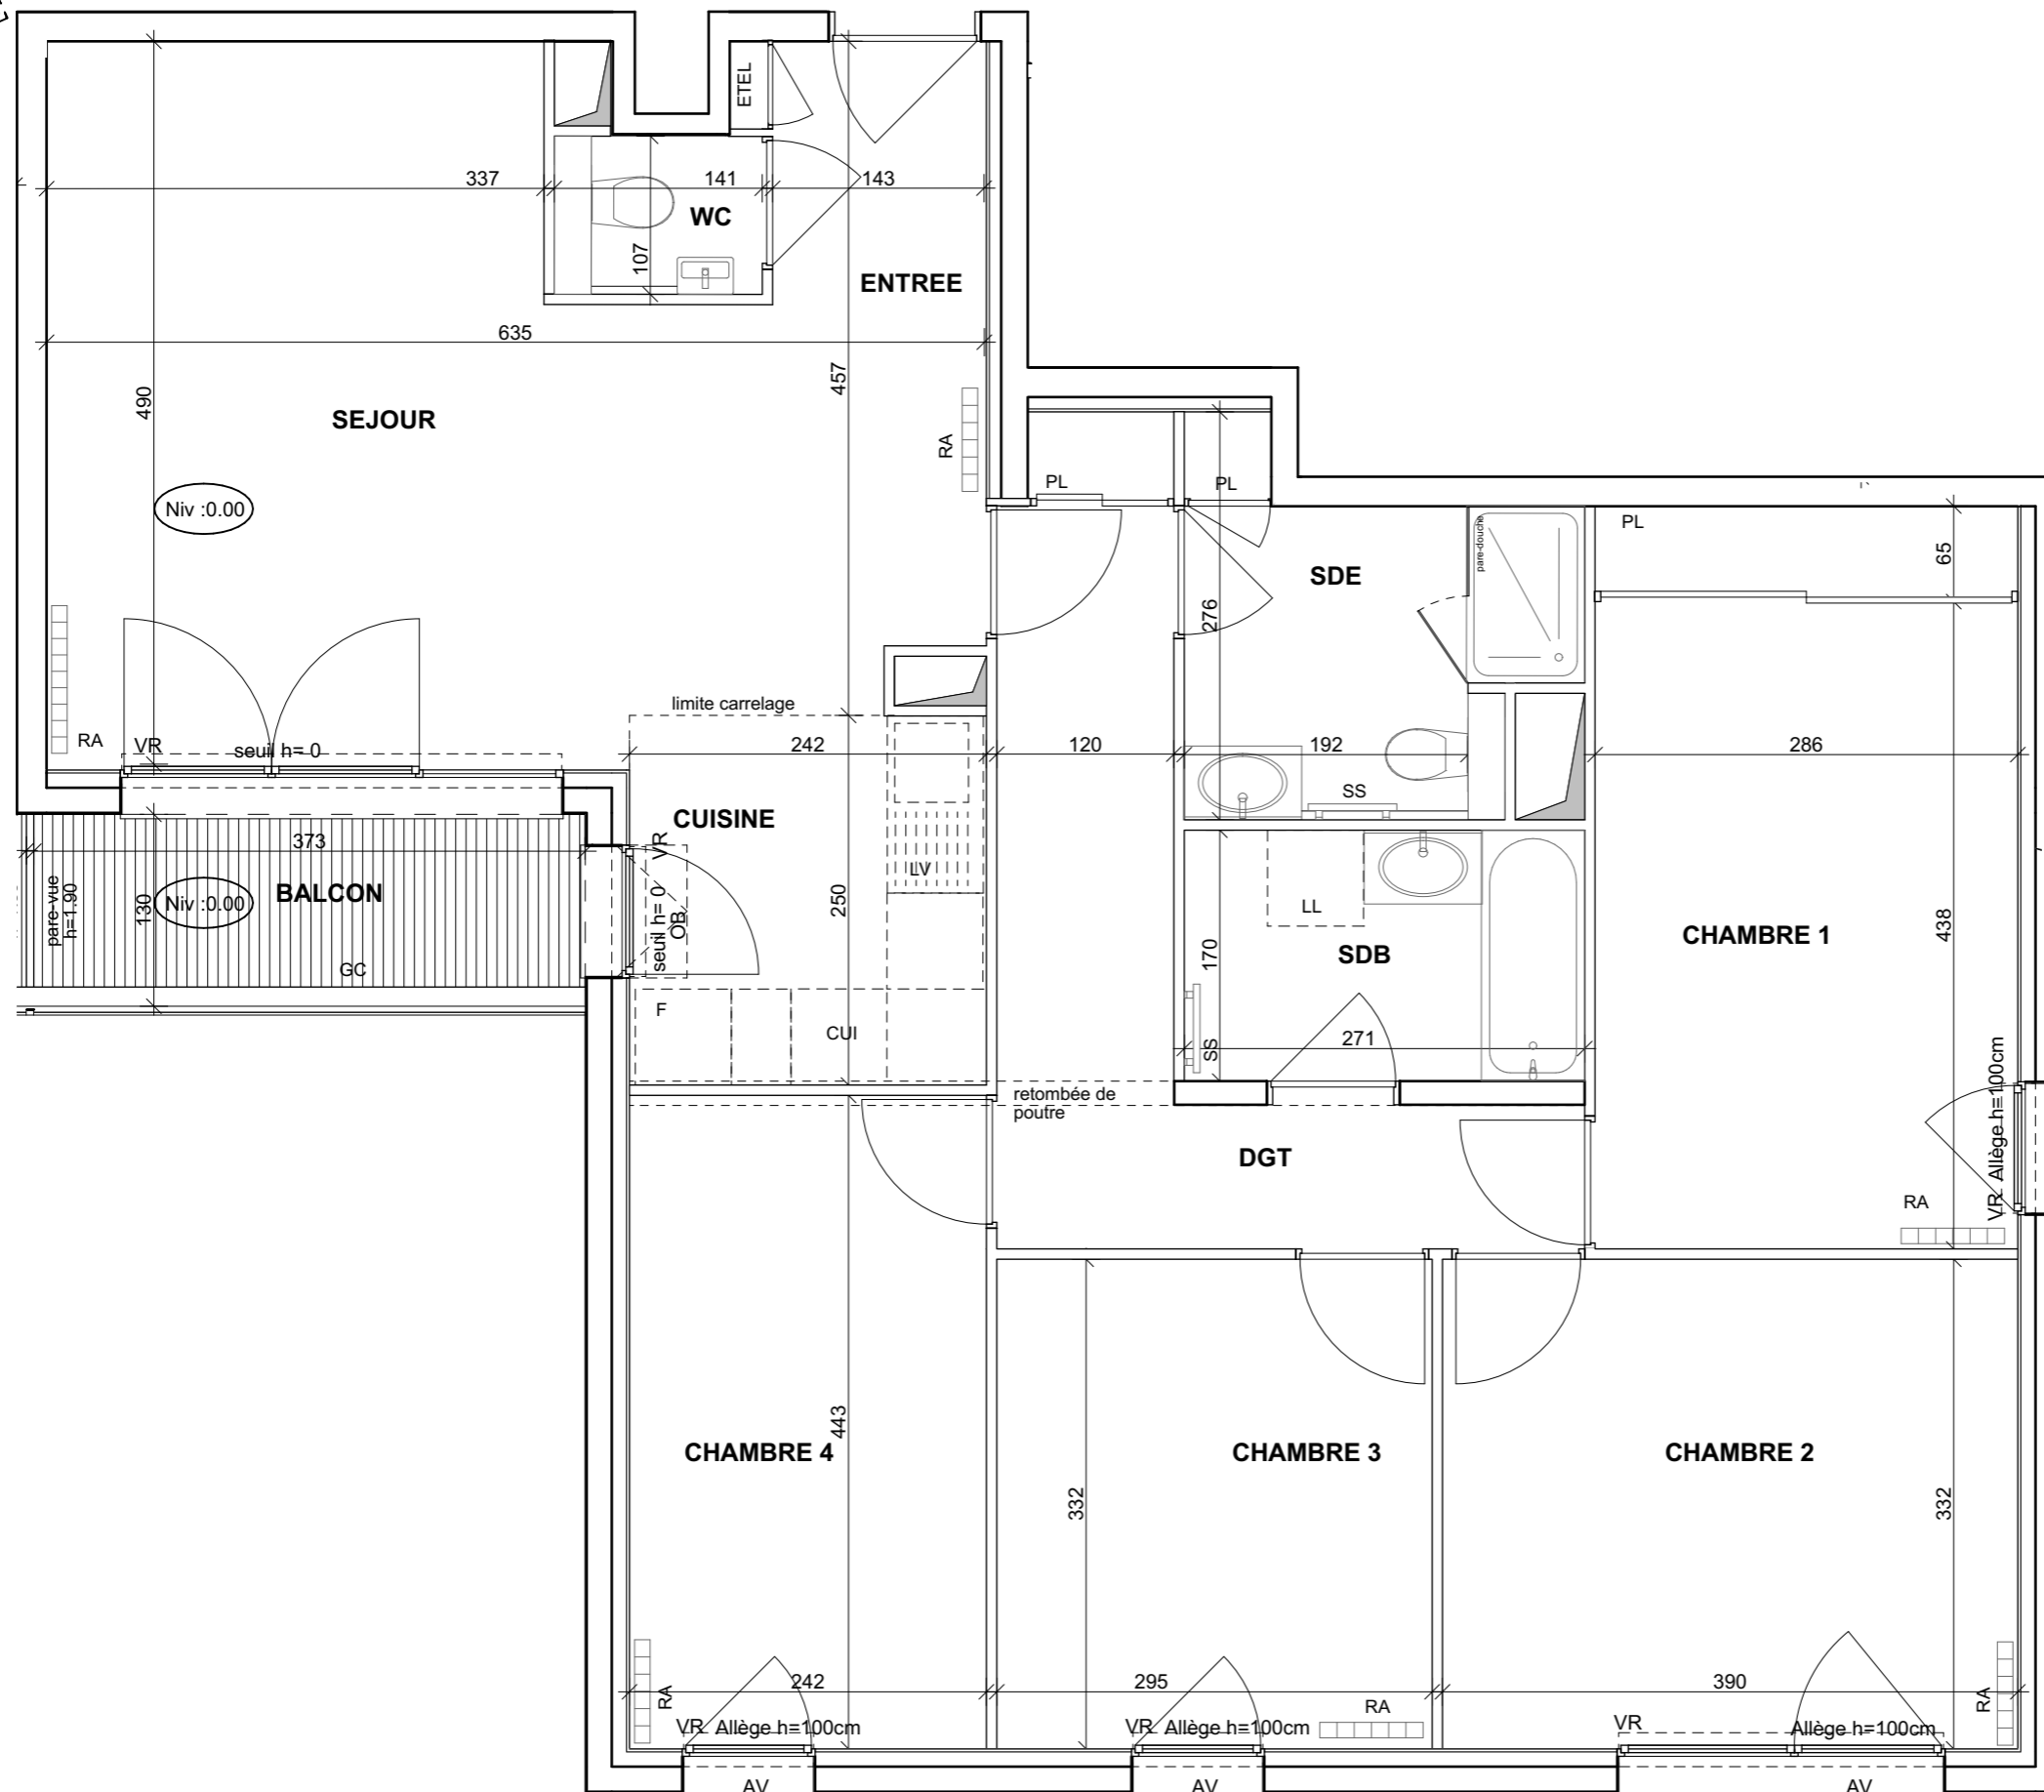 ETEL
337
141
143
WC
107
ENTREE
635
457
490
SEJOUR
RA
PL
PL
PL
Niv :0.00
pare-douche
65
SDE
276
limite carrelage
RA
VR
seuil h= 0
242
120
192
286
SS
CUISINE
373
VR
LV
BALCON
pare-vue
h=1.90
130
Niv :0.00
250
seuil h= 0
OB
LL
170
SDB
CHAMBRE 1
438
GC
F
CUI
SS
271
retombée de
poutre
VR Allège h=100cm
DGT
RA
443
CHAMBRE 4
CHAMBRE 3
CHAMBRE 2
332
332
242
295
390
RA
RA
RA
VR Allège h=100cm
VR Allège h=100cm
VR
Allège h=100cm
AV
AV
AV